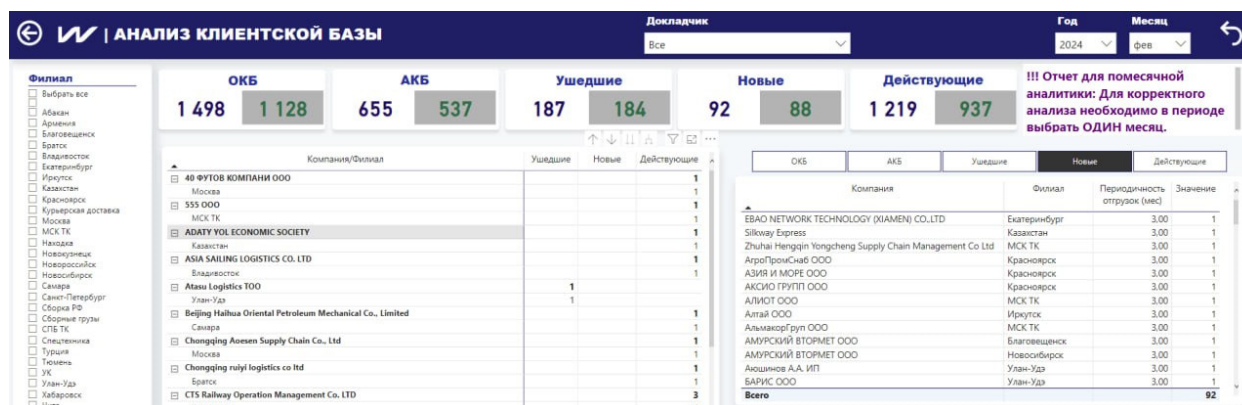 | АНАЛИЗ КЛИЕНТСКОЙ БАЗЫ
Докладчик
Все
Год
2024
Месяц
фев
Филиал
Выбрать все
Абакан
Армения
Благовещенск
Братск
Владивосток
Екатеринбург
Иркутск
Казахстан
Красноярск
Курьерская доставка
Москва
МСК ТК
Находка
Новокузнецк
Новороссийск
Новосибирск
Самара
Санкт-Петербург
Сборка РФ
Сборные грузы
СПБ ТК
Спецтехника
Турция
Тюмень
УК
Улан-Удэ
Хабаровск
ОКБ
1 498 1 128
АКБ
655 537
Ушедшие
187 184
Новые
92 88
Действующие
1 219 937
!!! Отчет для помесячной
аналитики: Для корректного
анализа необходимо в периоде
выбрать ОДИН месяц.
Компания/Филиал Ушедшие Новые Действующие
40 ФУТОВ КОМПАНИ ООО 1
Москва 1
555 ООО 1
МСК ТК 1
ADATY YOL ECONOMIC SOCIETY 1
Казахстан 1
ASIA SAILING LOGISTICS CO. LTD 1
Владивосток 1
Atasu Logistics ТОО 1
Улан-Удэ 1
Beijing Haihua Oriental Petroleum Mechanical Co., Limited 1
Самара 1
Chongqing Aoesen Supply Chain Co., Ltd 1
Москва 1
Chongqing ruiyi logistics co ltd 1
Братск 1
CTS Railway Operation Management Co. LTD 3
ОКБ АКБ Ушедшие Новые Действующие
Компания Филиал Периодичность отгрузок (мес) Значение
EBAO NETWORK TECHNOLOGY (XIAMEN) CO.,LTD Екатеринбург 3,00 1
Silkway Express Казахстан 3,00 1
Zhuhai Hengqin Yongcheng Supply Chain Management Co Ltd МСК ТК 3,00 1
АгроПромСнаб ООО Красноярск 3,00 1
АЗИЯ И МОРЕ ООО Красноярск 3,00 1
АКСИО ГРУПП ООО Красноярск 3,00 1
АЛИОТ ООО МСК ТК 3,00 1
Алтай ООО Иркутск 3,00 1
АльмакорГруп ООО МСК ТК 3,00 1
АМУРСКИЙ ВТОРМЕТ ООО Благовещенск 3,00 1
АМУРСКИЙ ВТОРМЕТ ООО Новосибирск 3,00 1
Аюшинов А.А. ИП Улан-Удэ 3,00 1
БАРИС ООО Улан-Удэ 3,00 1
Всего 92